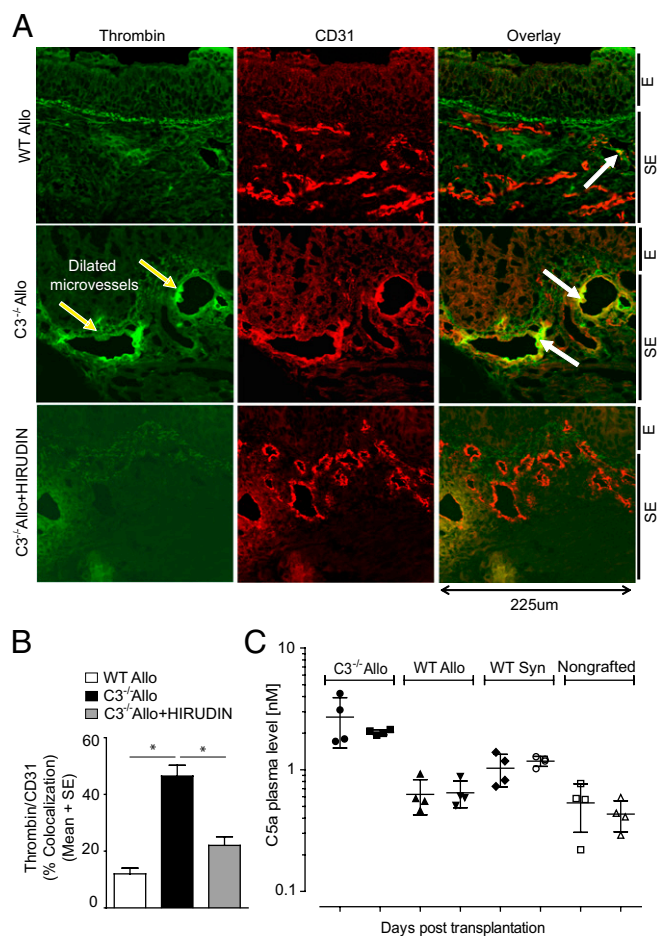 A
Thrombin
CD31
Overlay
WT Allo
E
SE
Dilated
microvessels
C3-/- Allo
E
SE
C3-/-Allo+HIRUDIN
E
SE
225um
B
WT Allo
C3-/-Allo
C3-/-Allo+HIRUDIN
Thrombin/CD31
(% Colocalization)
(Mean + SE)
60
40
20
0
*
*
C
C3-/- Allo
WT Allo
WT Syn
Nongrafted
C5a plasma level [nM]
10
1
0.1
Days post transplantation